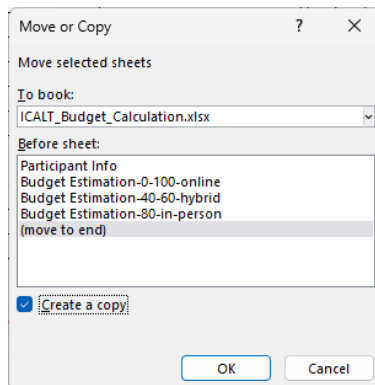 Move or Copy ?
Move selected sheets
To book:
ICALT_Budget_Calculation.xlsx
Before sheet:
Participant Info
Budget Estimation-0-100-online
Budget Estimation-40-60-hybrid
Budget Estimation-80-in-person
(move to end)
Create a copy
OK Cancel